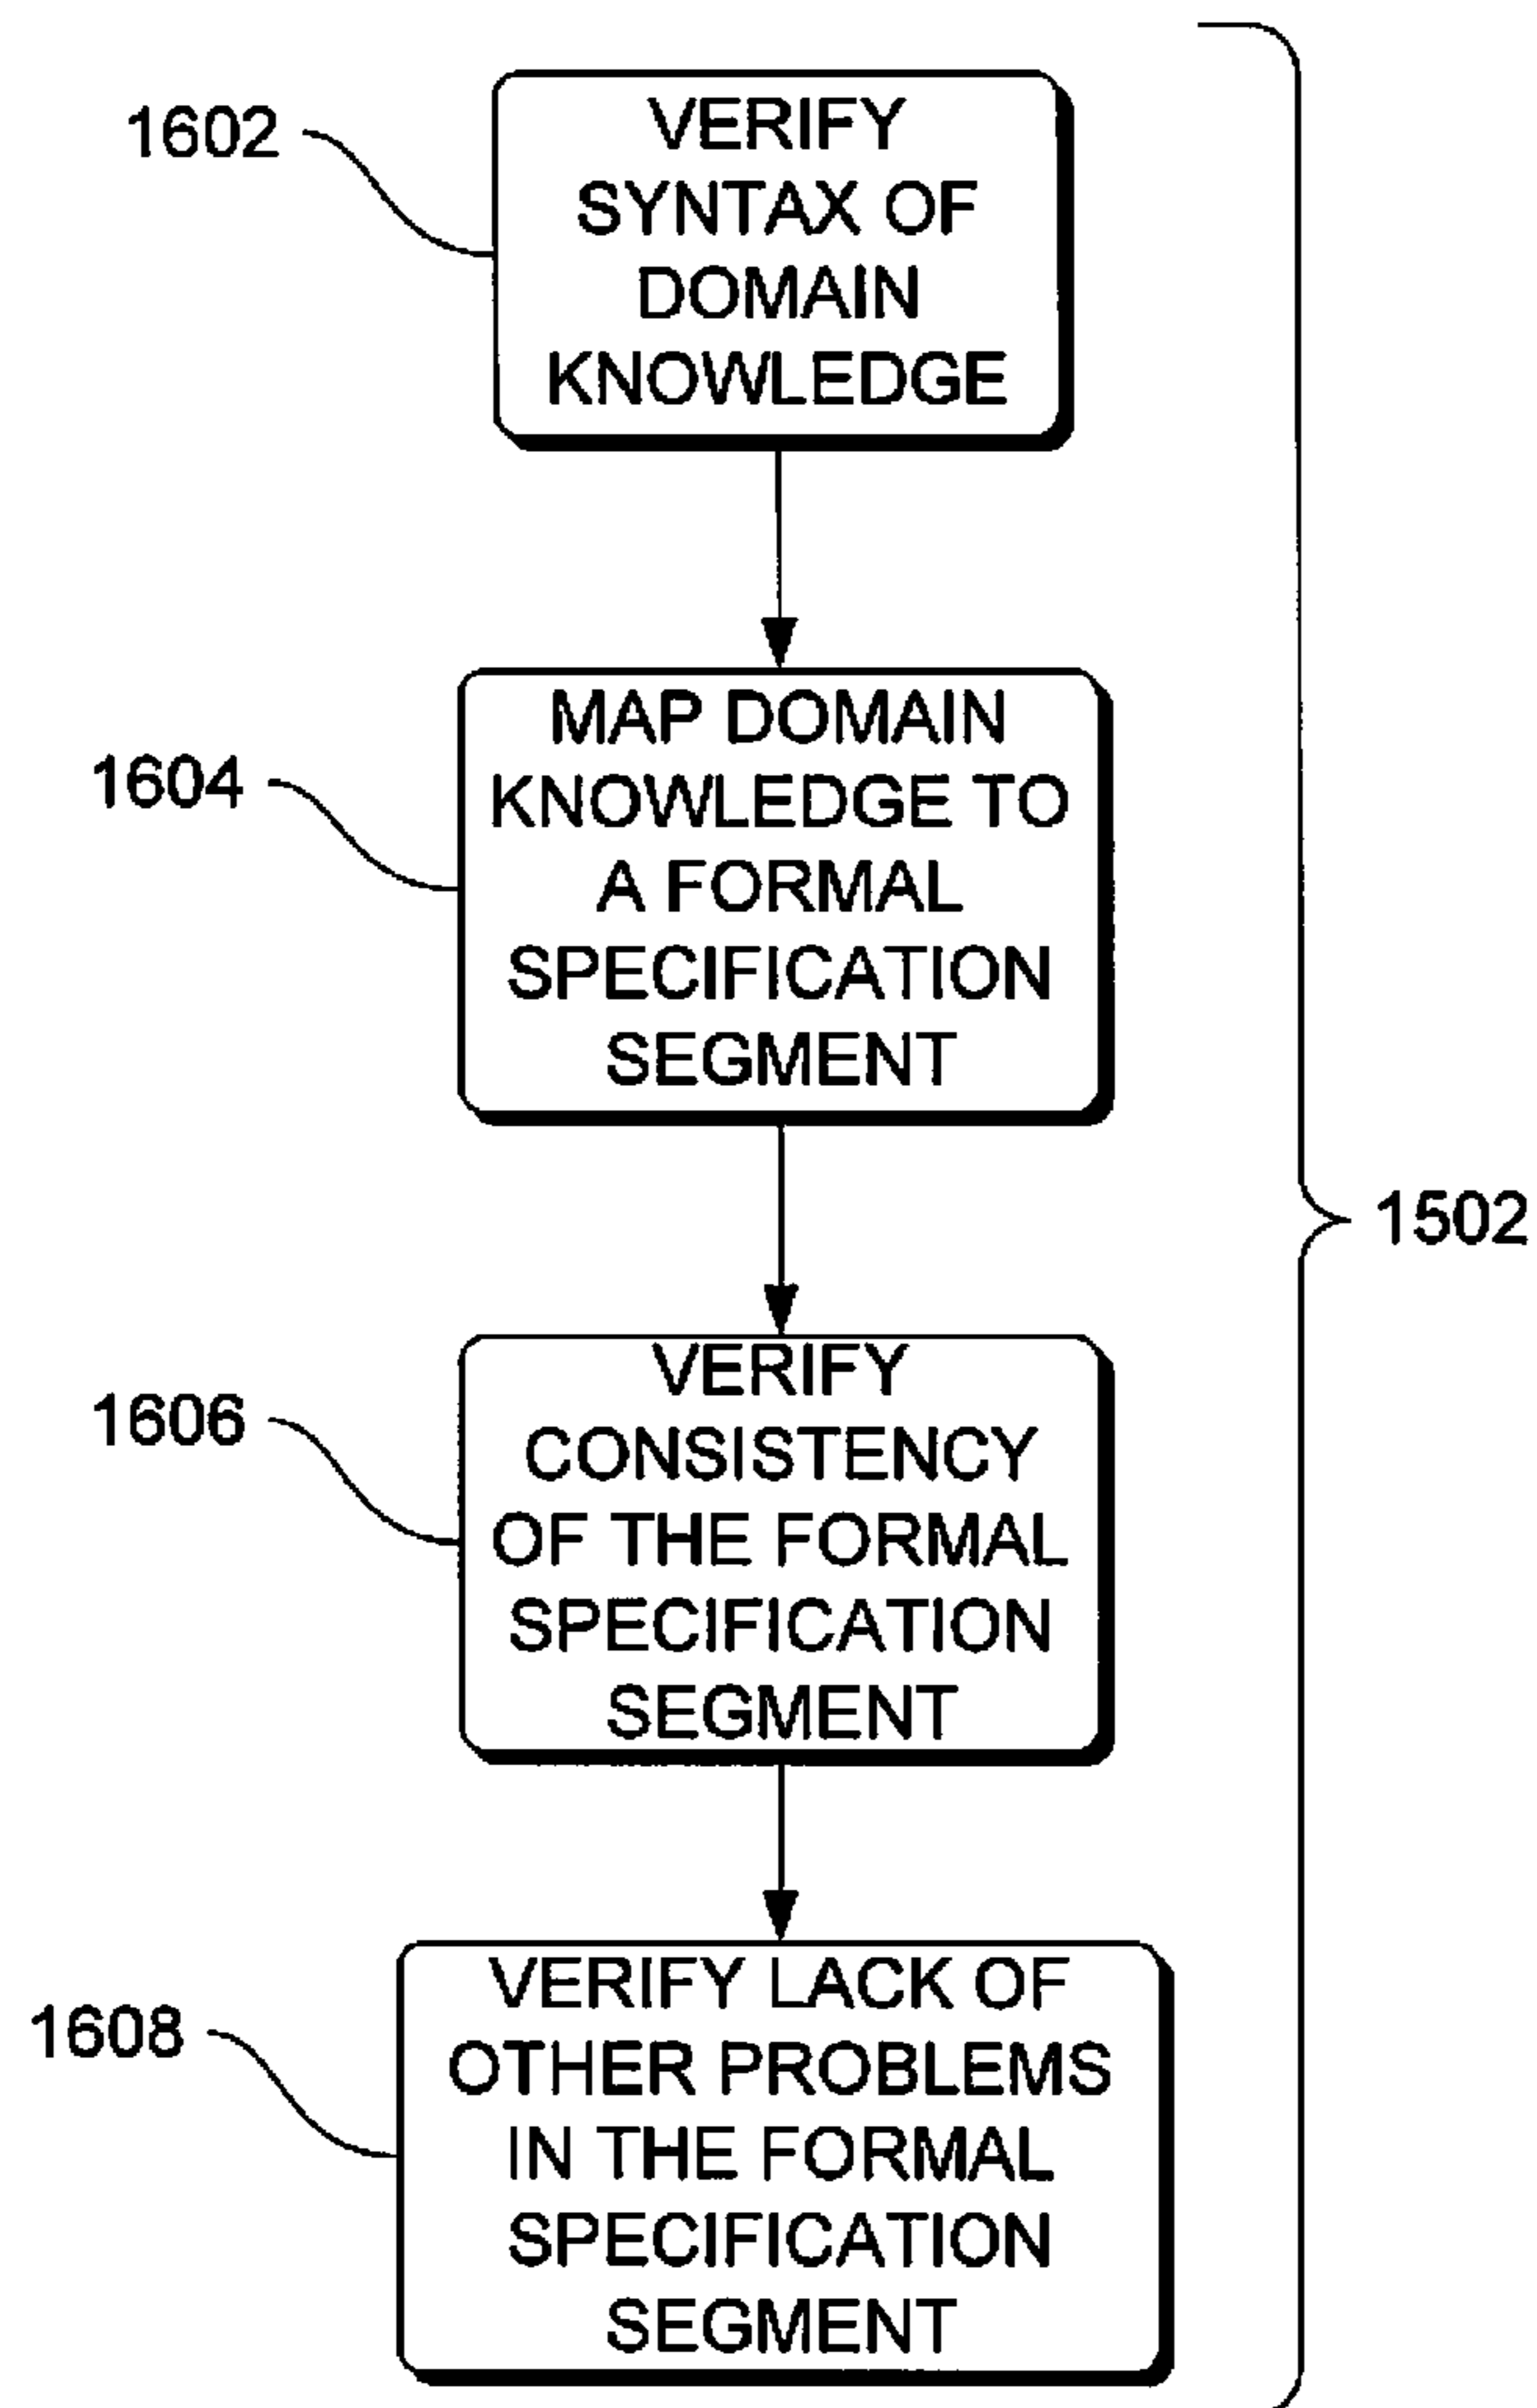 1602
VERIFY
SYNTAX OF
DOMAIN
KNOWLEDGE
1604
MAP DOMAIN
KNOWLEDGE TO
A FORMAL
SPECIFICATION
SEGMENT
1502
1606
VERIFY
CONSISTENCY
OF THE FORMAL
SPECIFICATION
SEGMENT
1608
VERIFY LACK OF
OTHER PROBLEMS
IN THE FORMAL
SPECIFICATION
SEGMENT